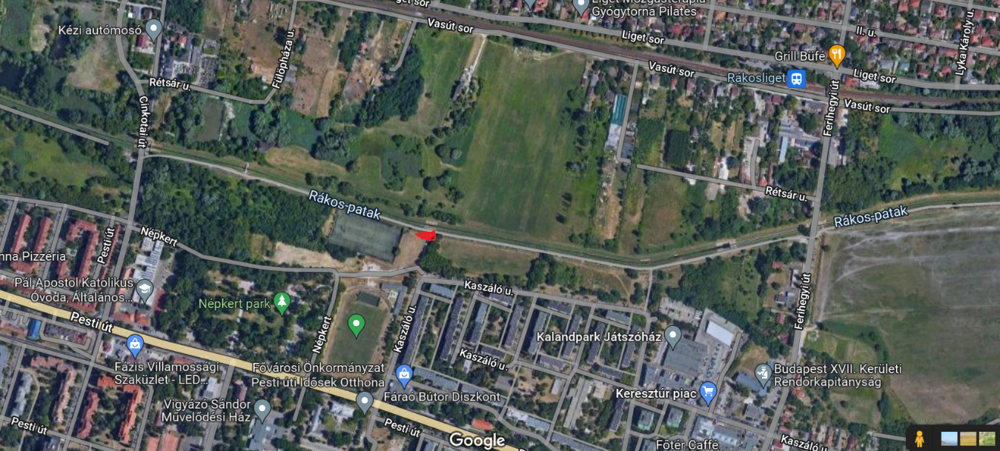 Liget Mozgásterápia
Gyógytorna Pilates
Kézi autómosó
Vasút sor
Liget sor
II. u.
Lyka Károly u.
Fülöpháza u.
Grill Büfé
Rákosliget
Vasút sor
Liget sor
Rétsár u.
Ferihegyi út
Vasút sor
Cinkotai út
Rákos-patak
Rétsár u.
Rákos-patak
Népkert
Pesti út
nna Pizzéria
Pál Apostol Katolikus
Óvoda, Általános...
Kaszáló u.
Népkert park
Ferihegyi út
Pesti út
Népkert
Kaszáló u.
Kalandpark Játszóház
Kaszáló u.
Fázis Villamossági
Szaküzlet - LED...
Fővárosi Önkormányzat
Pesti úti Idősek Otthona
Budapest XVII. Kerületi
Rendőrkapitányság
Fáraó Bútor Diszkont
Keresztúr piac
Vigyázó Sándor
Művelődési Ház
Pesti út
Pesti út
Google
Főtér Caffé
Kaszáló u.